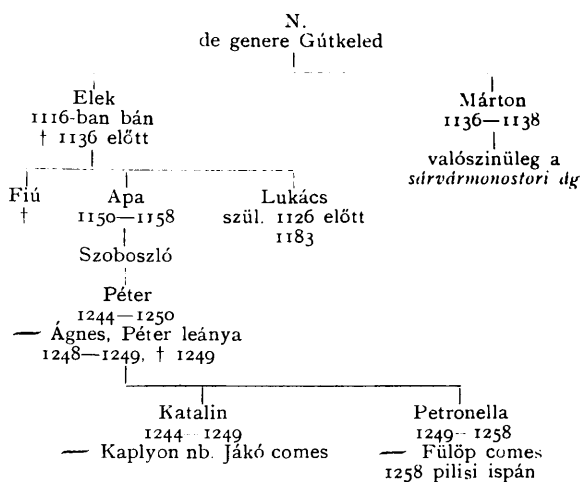 N.
de genere Gútkeled
Elek
1116-ban bán
† 1136 előtt
Márton
1136—1138
valószinüleg a
sárvármonostori ág
Fiú
†
Apa
1150—1158
Lukács
szül. 1126 előtt
1183
Szoboszló
Péter
1244—1250
— Ágnes, Péter leánya
1248—1249, † 1249
Katalin
1244—1249
— Kaplyon nb. Jákó comes
Petronella
1249—1258
— Fülöp comes
1258 pilisi ispán